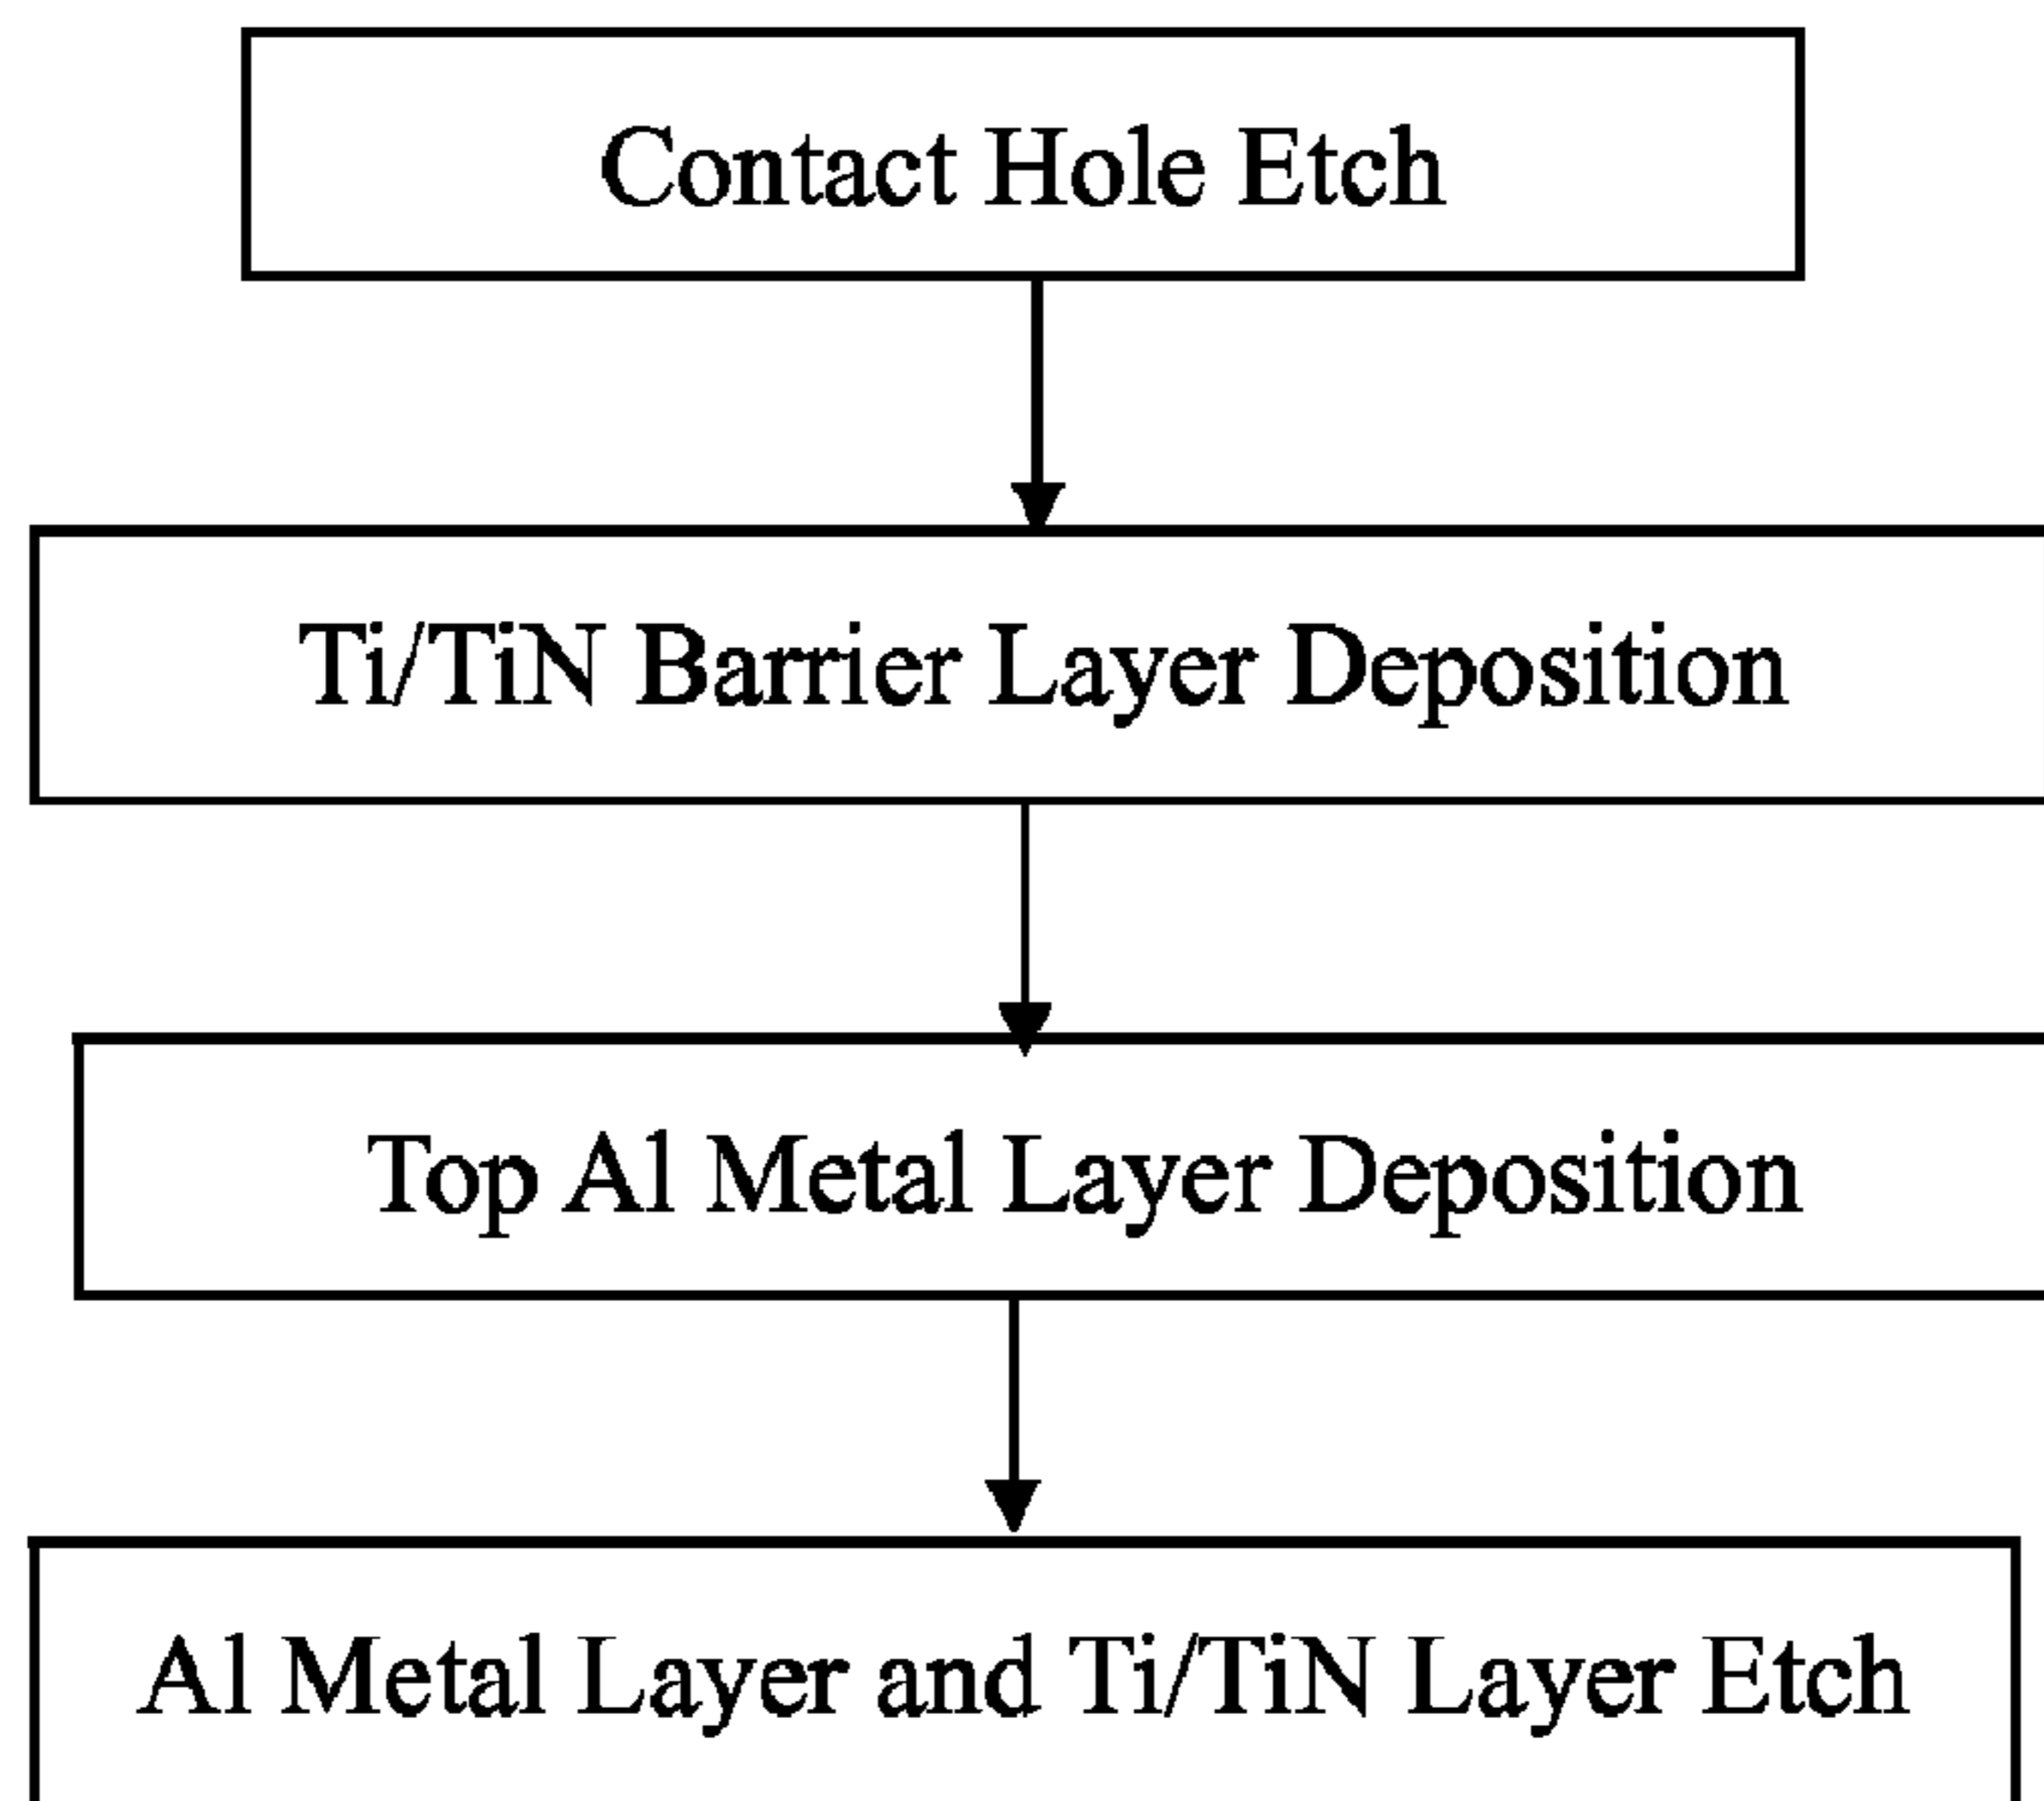 Contact Hole Etch
Ti/TiN Barrier Layer Deposition
Top Al Metal Layer Deposition
Al Metal Layer and Ti/TiN Layer Etch